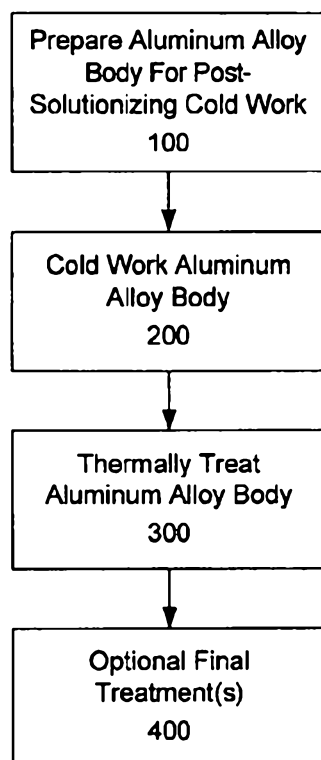 Prepare Aluminum Alloy
Body For Post-
Solutionizing Cold Work
100
Cold Work Aluminum
Alloy Body
200
Thermally Treat
Aluminum Alloy Body
300
Optional Final
Treatment(s)
400